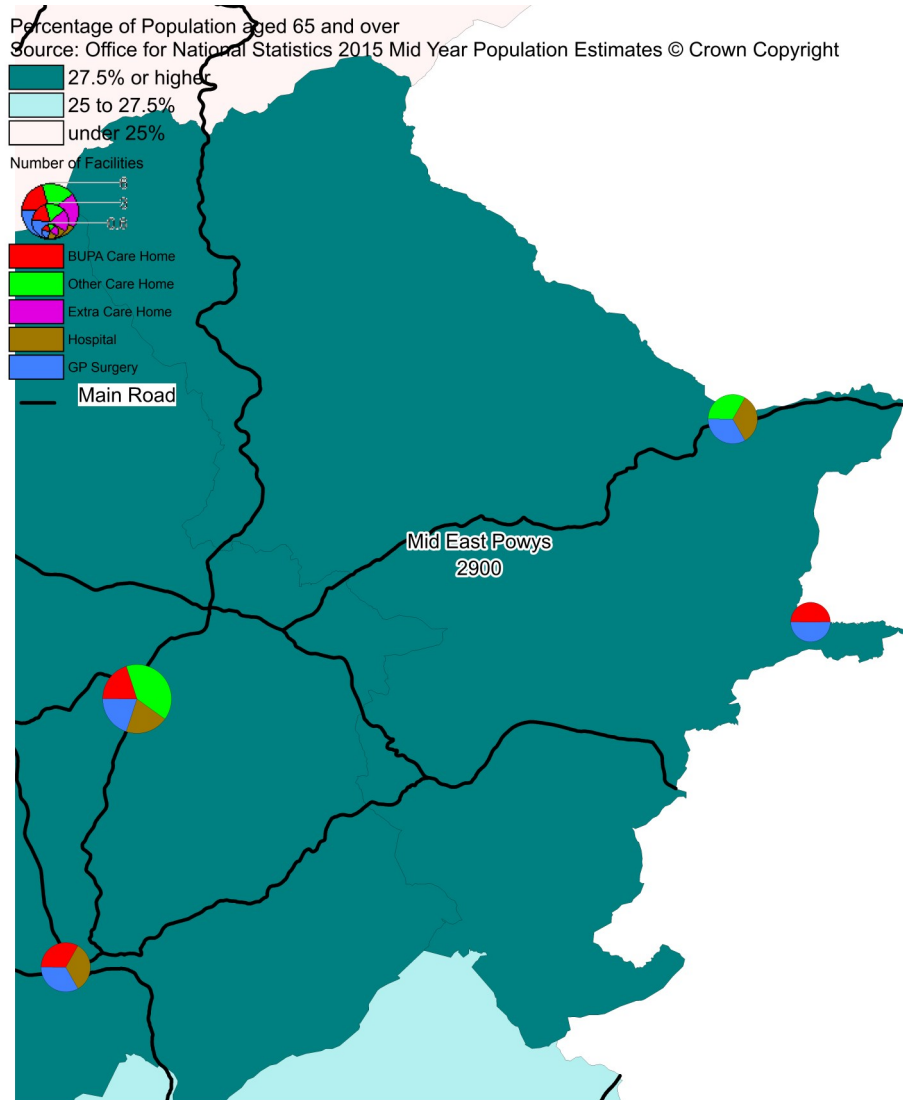 Percentage of Population aged 65 and over
Source: Office for National Statistics 2015 Mid Year Population Estimates © Crown Copyright
27.5% or higher
25 to 27.5%
under 25%
Number of Facilities
BUPA Care Home
Other Care Home
Extra Care Home
Hospital
GP Surgery
Main Road
Mid East Powys
2900